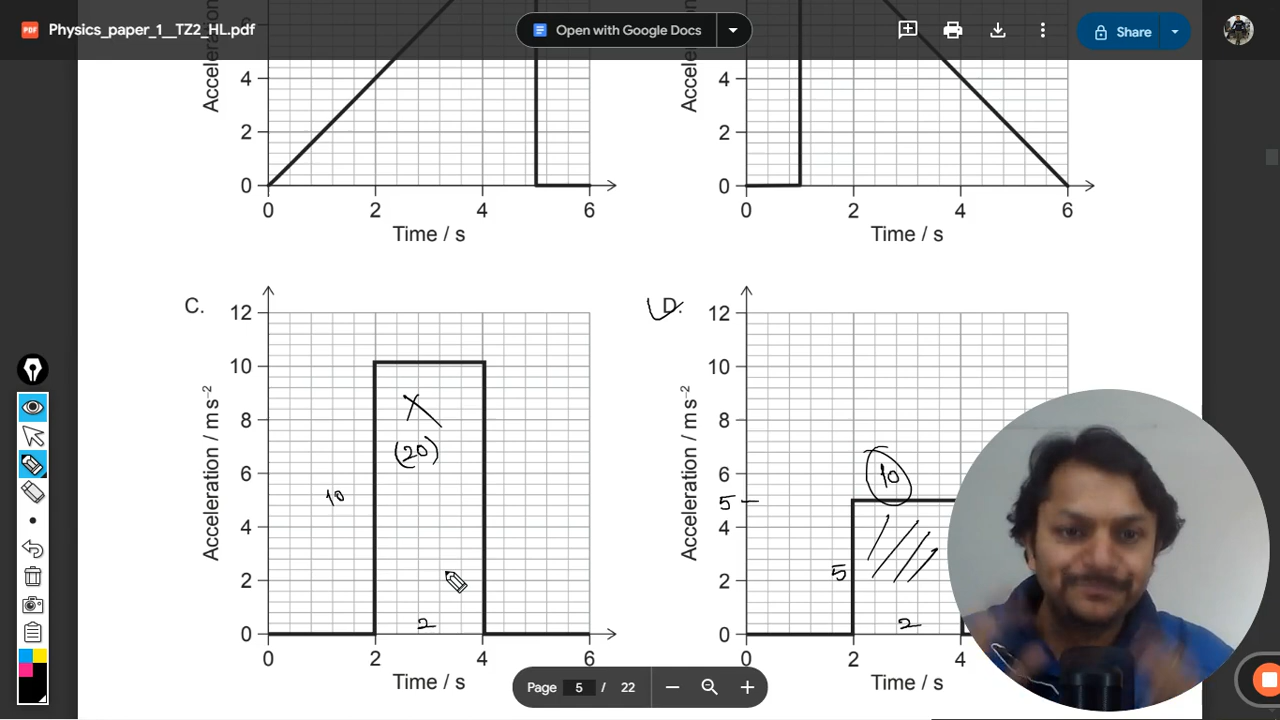 Physics_paper_1__TZ2_HL.pdf
Open with Google Docs
Share
Acceleration
4
2
0
0 2 4 6
Time / s
Acceleration
4
2
0
0 2 4 6
Time / s
C.
Acceleration / m s⁻²
12
10
8
6
4
2
0
(20)
10
2
0 2 4 6
Time / s
D.
Acceleration / m s⁻²
12
10
8
6
4
2
0
10
5
5
2
0 2 4
Time / s
Page 5 / 22